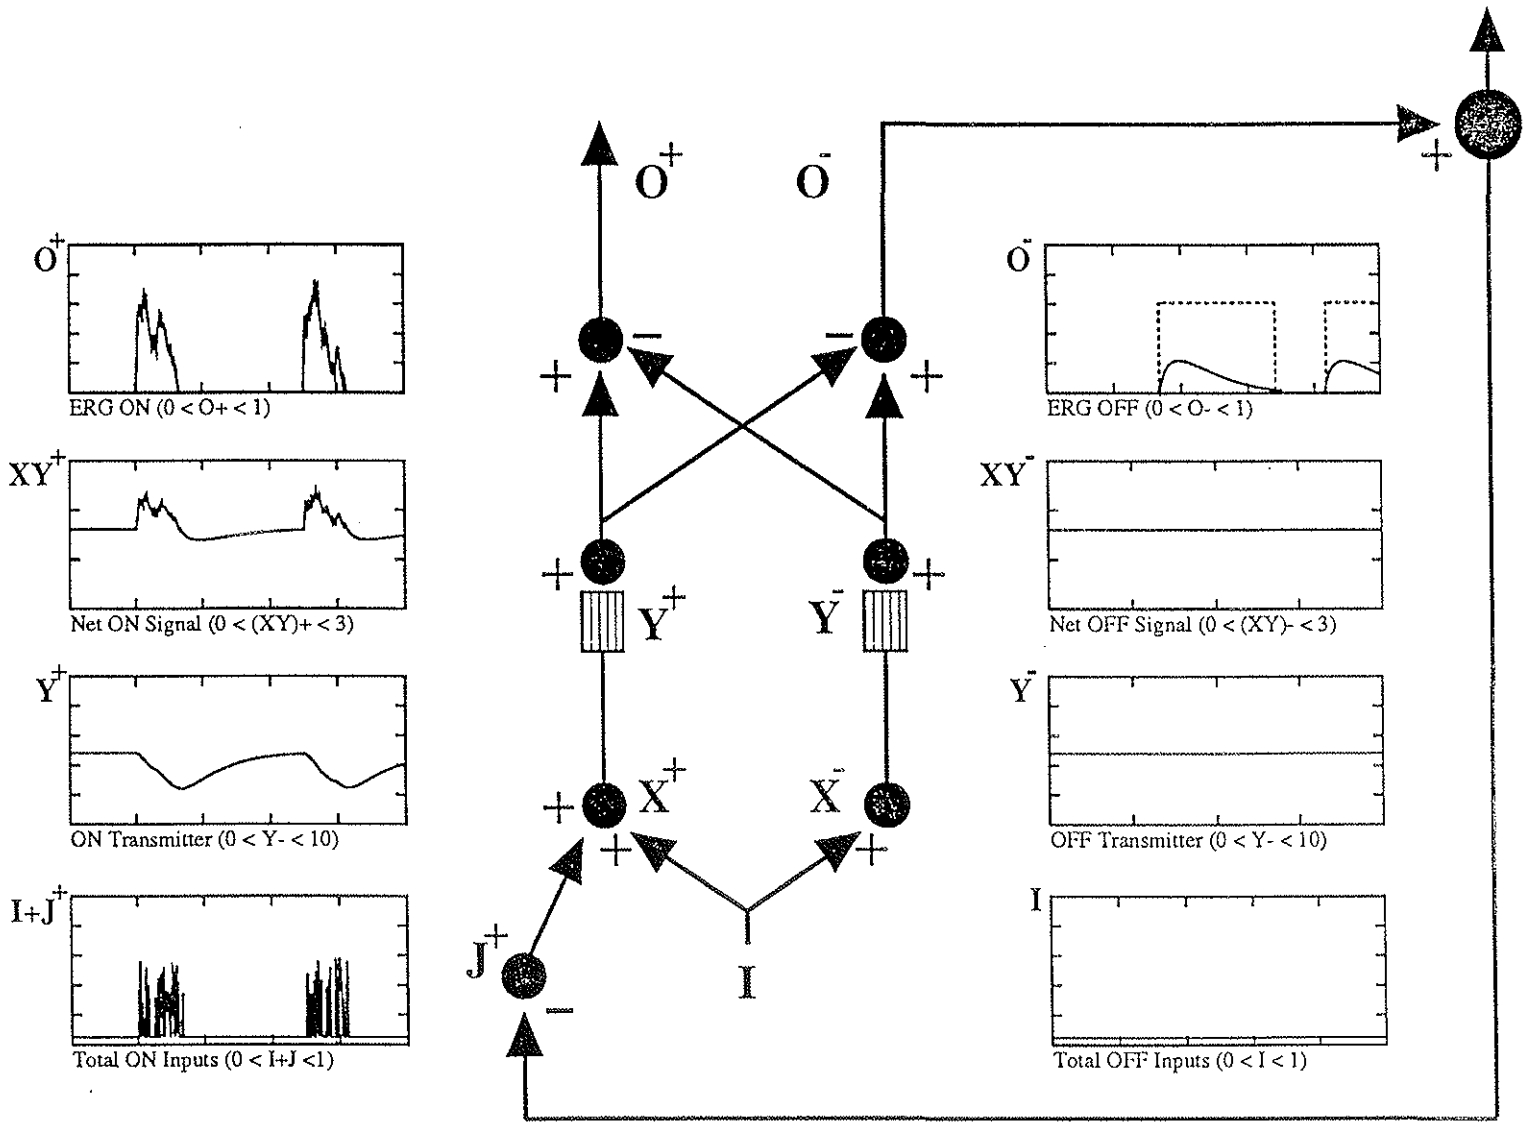 +
O+
O-
O+
ERG ON (0 < O+ < 1)
-
+
-
+
O-
ERG OFF (0 < O- < 1)
XY+
Net ON Signal (0 < (XY)+ < 3)
+
Y+
Y-
+
XY-
Net OFF Signal (0 < (XY)- < 3)
Y+
ON Transmitter (0 < Y- < 10)
+
X+
+
X-
+
Y-
OFF Transmitter (0 < Y- < 10)
I+J+
Total ON Inputs (0 < I+J <1)
J+
-
I
I
Total OFF Inputs (0 < I < 1)